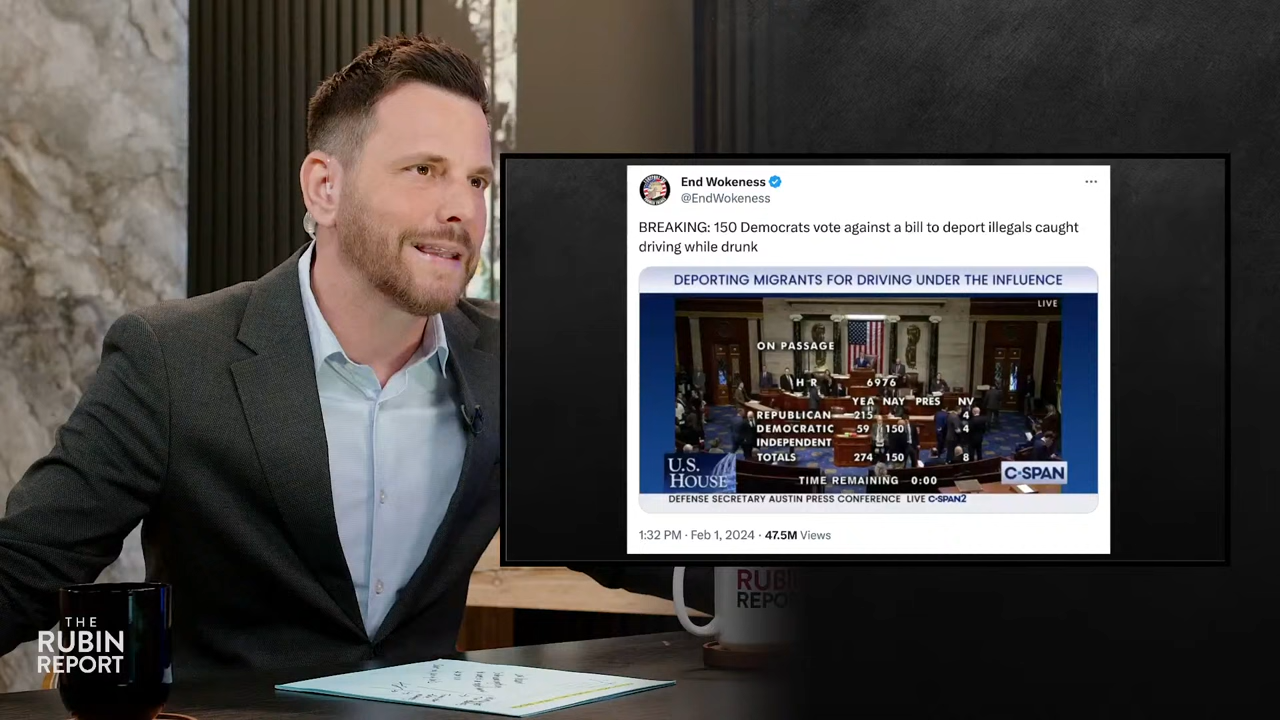 End Wokeness
@EndWokeness
BREAKING: 150 Democrats vote against a bill to deport illegals caught
driving while drunk
DEPORTING MIGRANTS FOR DRIVING UNDER THE INFLUENCE
LIVE
ON PASSAGE
H R 6976
YEA NAY PRES NV
REPUBLICAN 215 4
DEMOCRATIC 59 150 4
INDEPENDENT
TOTALS 274 150 8
U.S.
HOUSE
C-SPAN
TIME REMAINING 0:00
DEFENSE SECRETARY AUSTIN PRESS CONFERENCE LIVE C-SPAN2
1:32 PM · Feb 1, 2024 · 47.5M Views
THE
RUBIN
REPORT